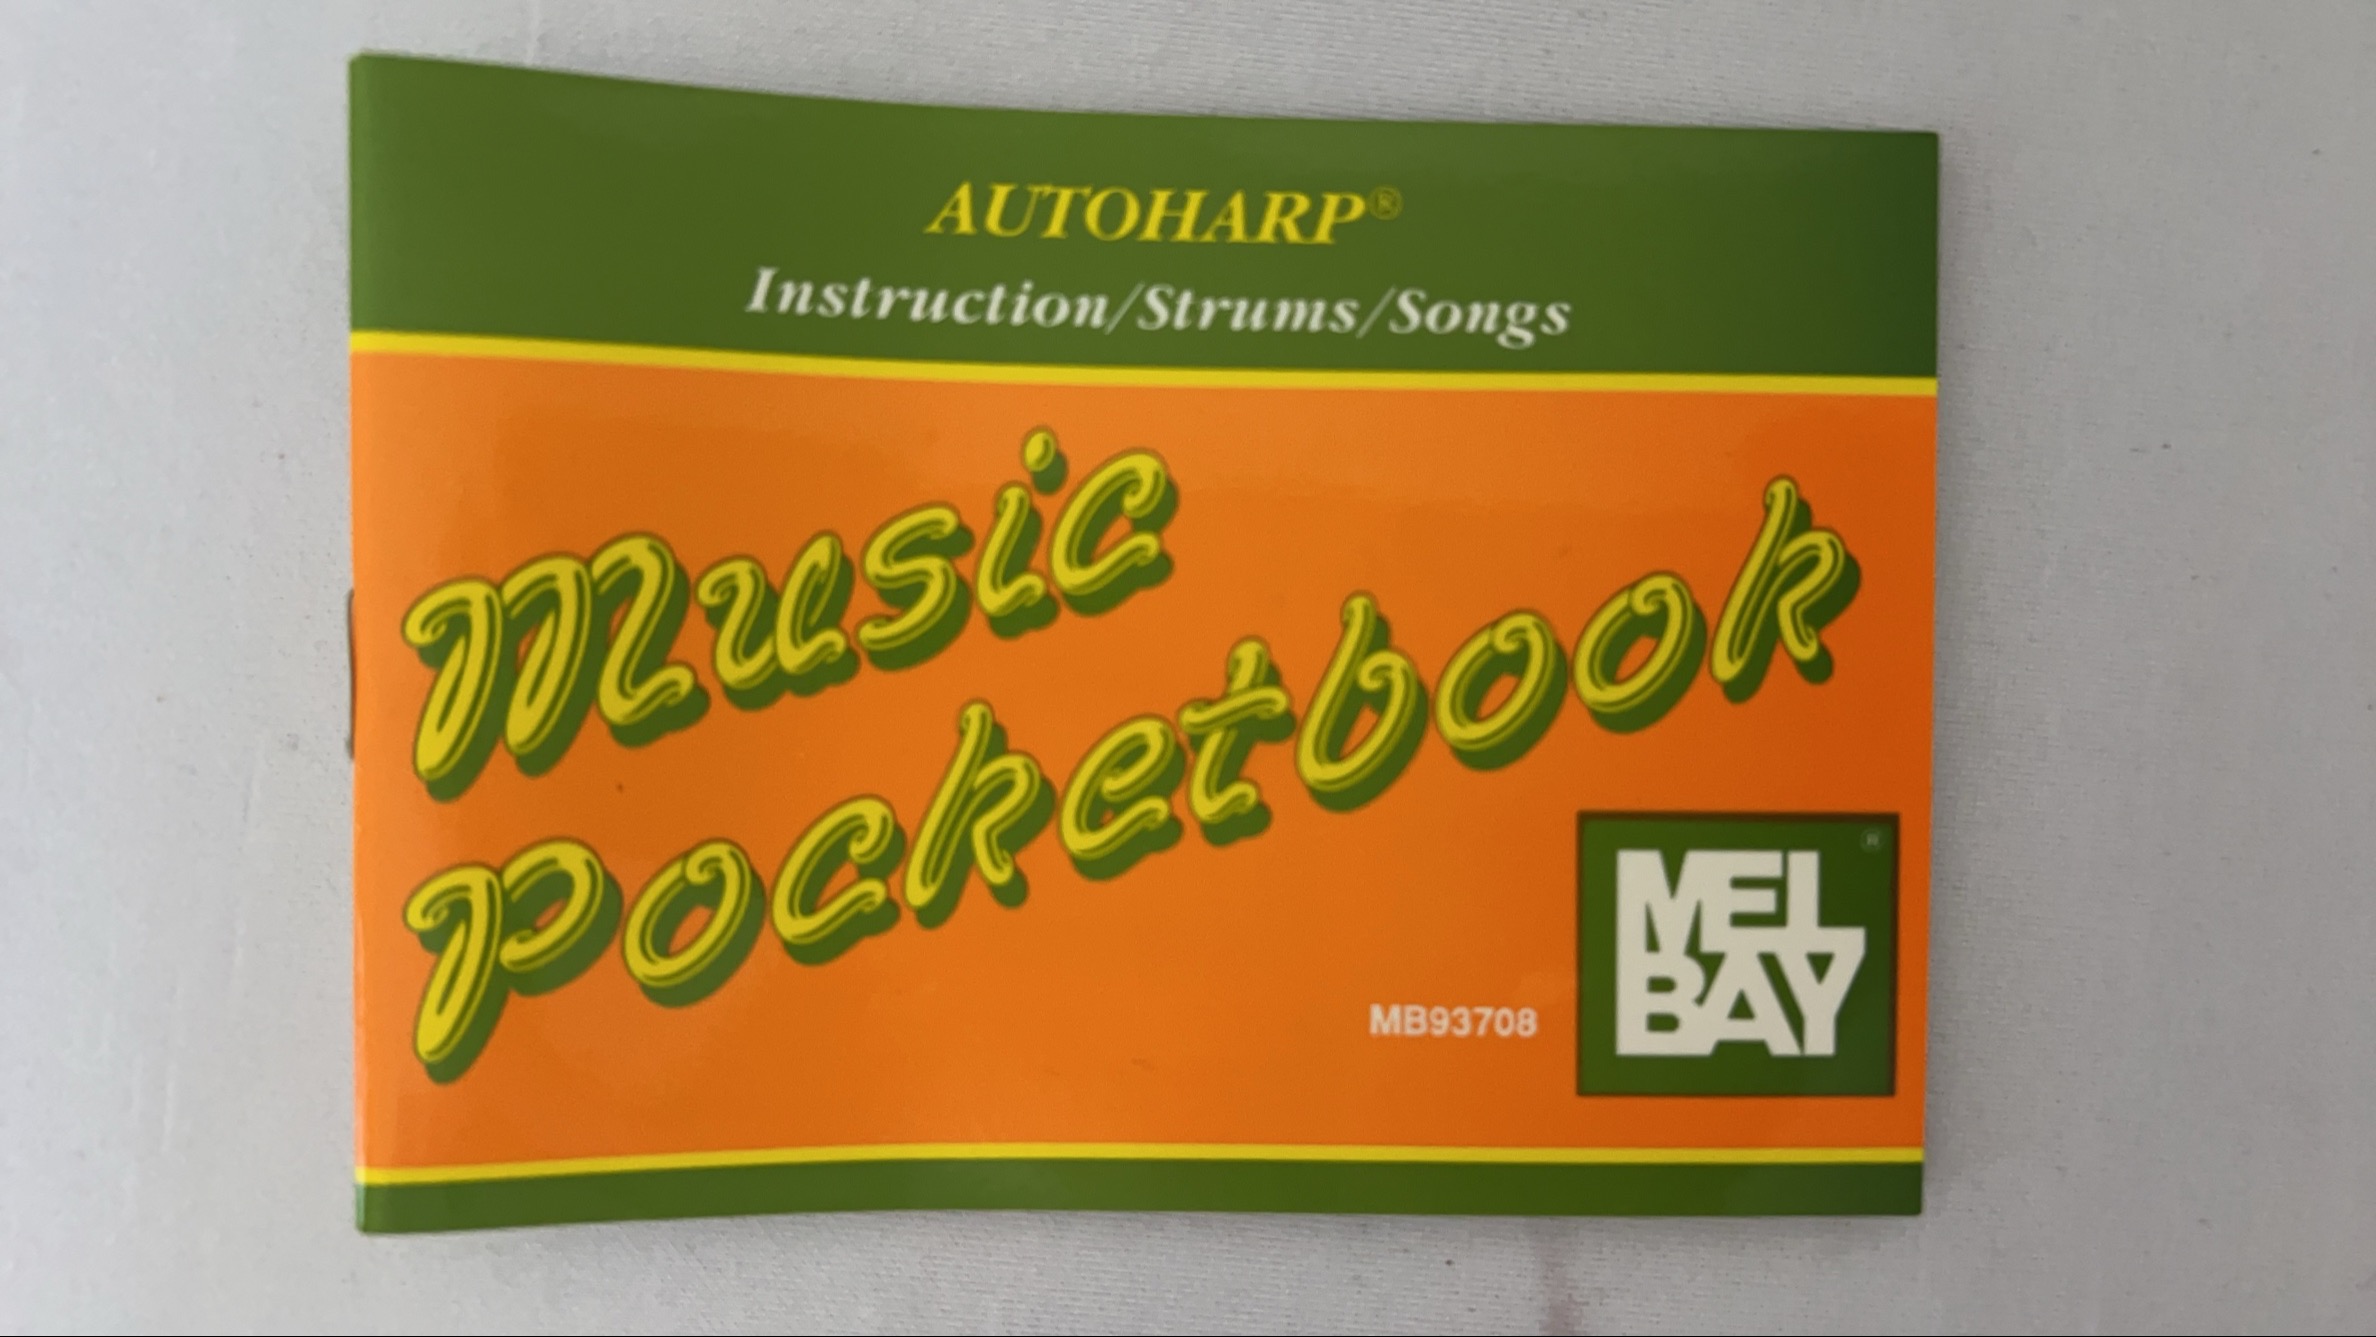 AUTOHARP®
Instruction/Strums/Songs
Music
Pocketbook
MB93708
®
MEL
BAY